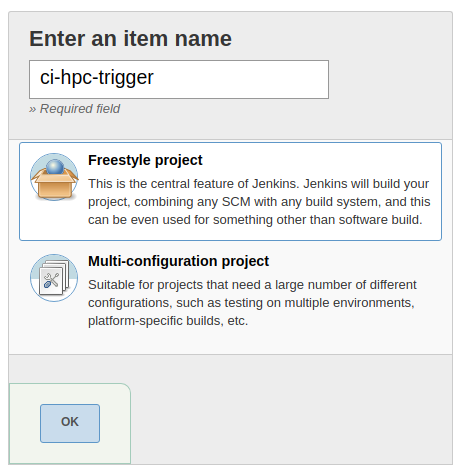 Enter an item name
ci-hpc-trigger
» Required field
Freestyle project
This is the central feature of Jenkins. Jenkins will build your
project, combining any SCM with any build system, and this
can be even used for something other than software build.
Multi-configuration project
Suitable for projects that need a large number of different
configurations, such as testing on multiple environments,
platform-specific builds, etc.
OK